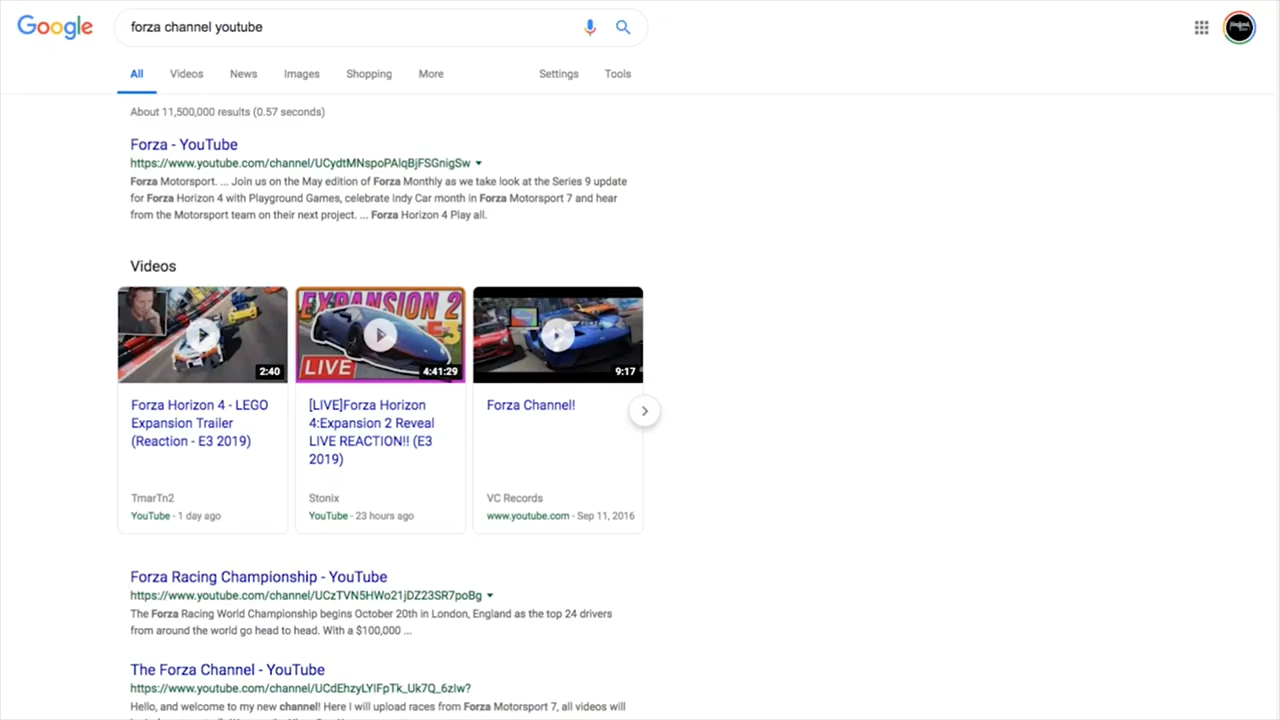 Google
forza channel youtube
All
Videos
News
Images
Shopping
More
Settings
Tools
About 11,500,000 results (0.57 seconds)
Forza - YouTube
https://www.youtube.com/channel/UCydtMNspoPAlqBjFSGnigSw
Forza Motorsport. ... Join us on the May edition of Forza Monthly as we take look at the Series 9 update
for Forza Horizon 4 with Playground Games, celebrate Indy Car month in Forza Motorsport 7 and hear
from the Motorsport team on their next project. ... Forza Horizon 4 Play all.
Videos
2:40
Forza Horizon 4 - LEGO
Expansion Trailer
(Reaction - E3 2019)
TmarTn2
YouTube - 1 day ago
EXPANSION 2
E3
LIVE
4:41:29
[LIVE]Forza Horizon
4:Expansion 2 Reveal
LIVE REACTION!! (E3
2019)
Stonix
YouTube - 23 hours ago
9:17
Forza Channel!
VC Records
www.youtube.com - Sep 11, 2016
Forza Racing Championship - YouTube
https://www.youtube.com/channel/UCzTVN5HWo21jDZ23SR7poBg
The Forza Racing World Championship begins October 20th in London, England as the top 24 drivers
from around the world go head to head. With a $100,000 ...
The Forza Channel - YouTube
https://www.youtube.com/channel/UCdEhzyLYIFpTk_Uk7Q_6zIw?
Hello, and welcome to my new channel! Here I will upload races from Forza Motorsport 7, all videos will